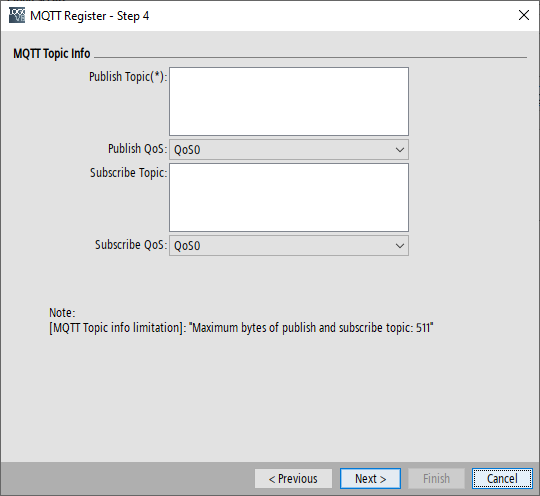 MQTT Register - Step 4
MQTT Topic Info
Publish Topic(*):
Publish QoS: QoS0
Subscribe Topic:
Subscribe QoS: QoS0
Note:
[MQTT Topic info limitation]: "Maximum bytes of publish and subscribe topic: 511"
< Previous Next > Finish Cancel